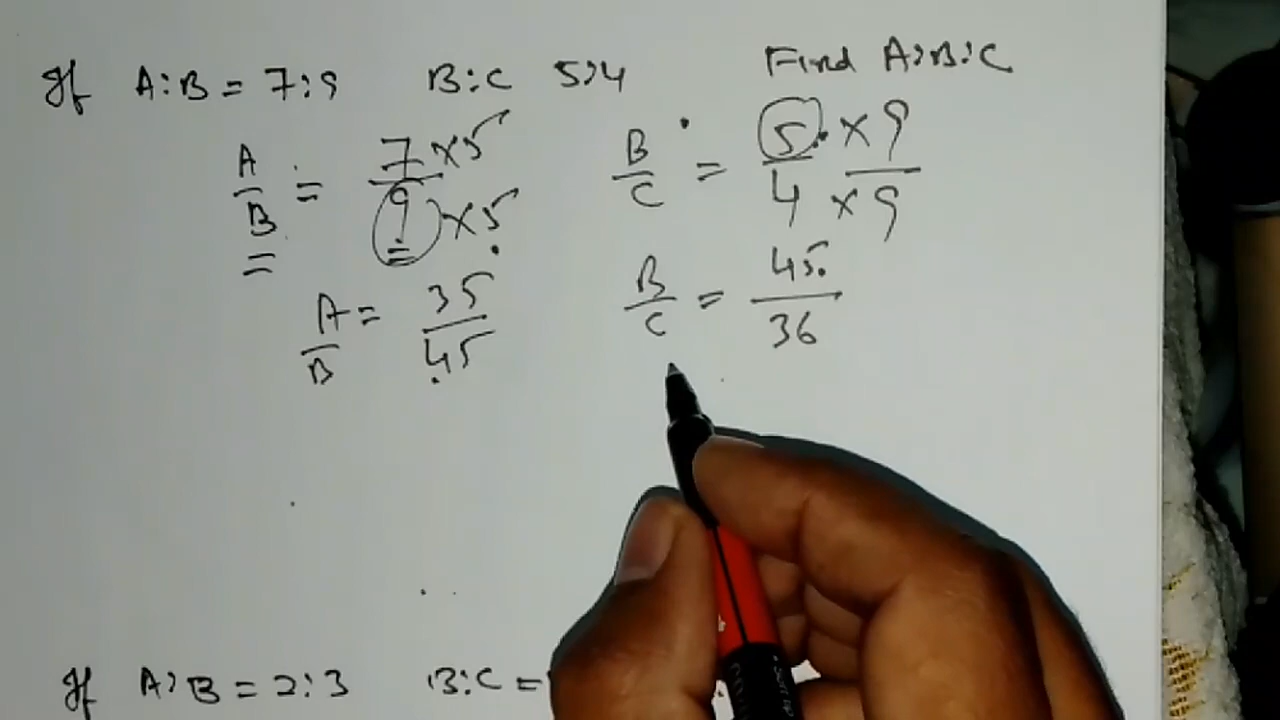 If A:B = 7:9 B:C 5:4 Find A:B:C
A/B = 7×5/9×5 B/C = 5×9/4×9
A/B = 35/45 B/C = 45/36
If A:B = 2:3 B:C =